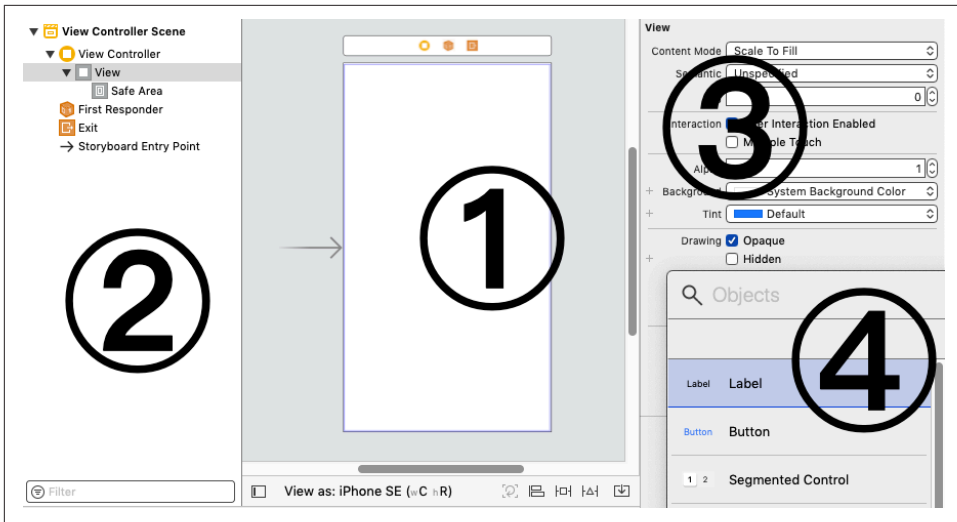 View Controller Scene
View Controller
View
Safe Area
First Responder
Exit
Storyboard Entry Point
2
Filter
1
View as: iPhone SE (wC hR)
View
Content Mode Scale To Fill
Semantic Unspecified
0
Interaction User Interaction Enabled
Multiple Touch
Alpha 1
Background System Background Color
Tint Default
Drawing Opaque
Hidden
3
Objects
Label Label
Button Button
1 2 Segmented Control
4